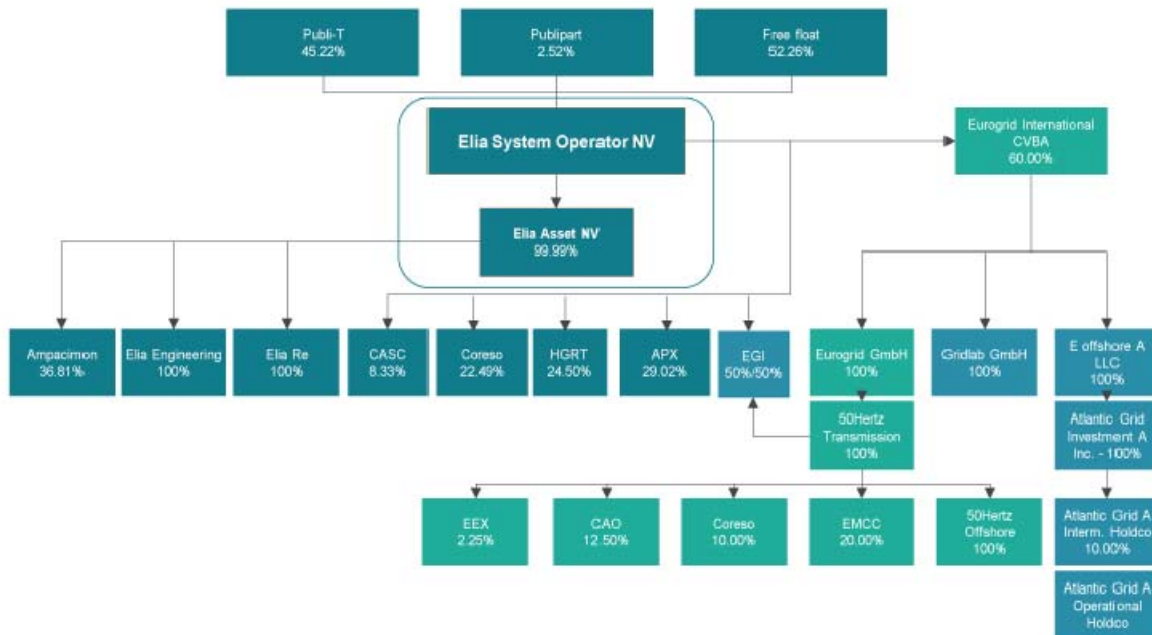 Publi-T
45.22%
Publipart
2.52%
Free float
52.26%
Elia System Operator NV
Eurogrid International
CVBA
60.00%
Elia Asset NV
99.99%
Ampacimon
36.81%
Elia Engineering
100%
Elia Re
100%
CASC
8.33%
Coreso
22.49%
HGRT
24.50%
APX
29.02%
EGI
50%/50%
Eurogrid GmbH
100%
Gridlab GmbH
100%
E offshore A
LLC
100%
50Hertz
Transmission
100%
Atlantic Grid
Investment A
Inc. - 100%
EEX
2.25%
CAO
12.50%
Coreso
10.00%
EMCC
20.00%
50Hertz
Offshore
100%
Atlantic Grid A
Interm. Holdco
10.00%
Atlantic Grid A
Operational
Holdco